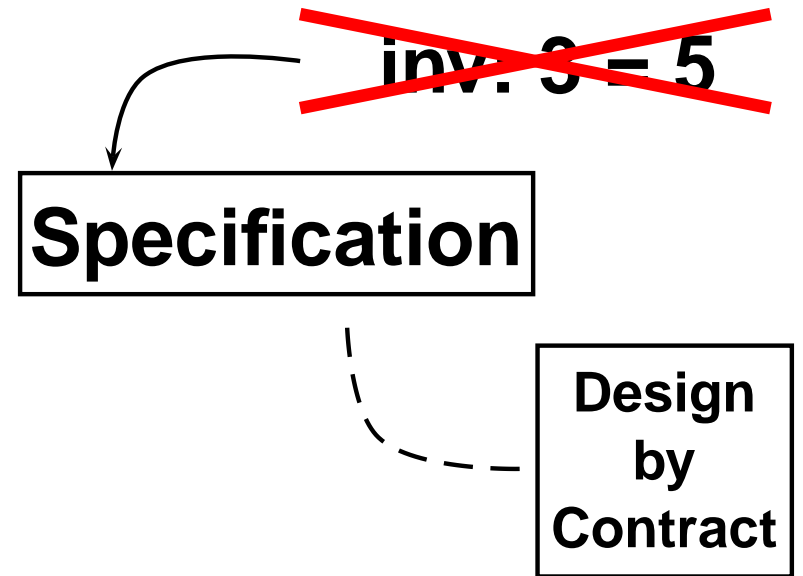 inv: 3 = 5
Specification
Design
by
Contract